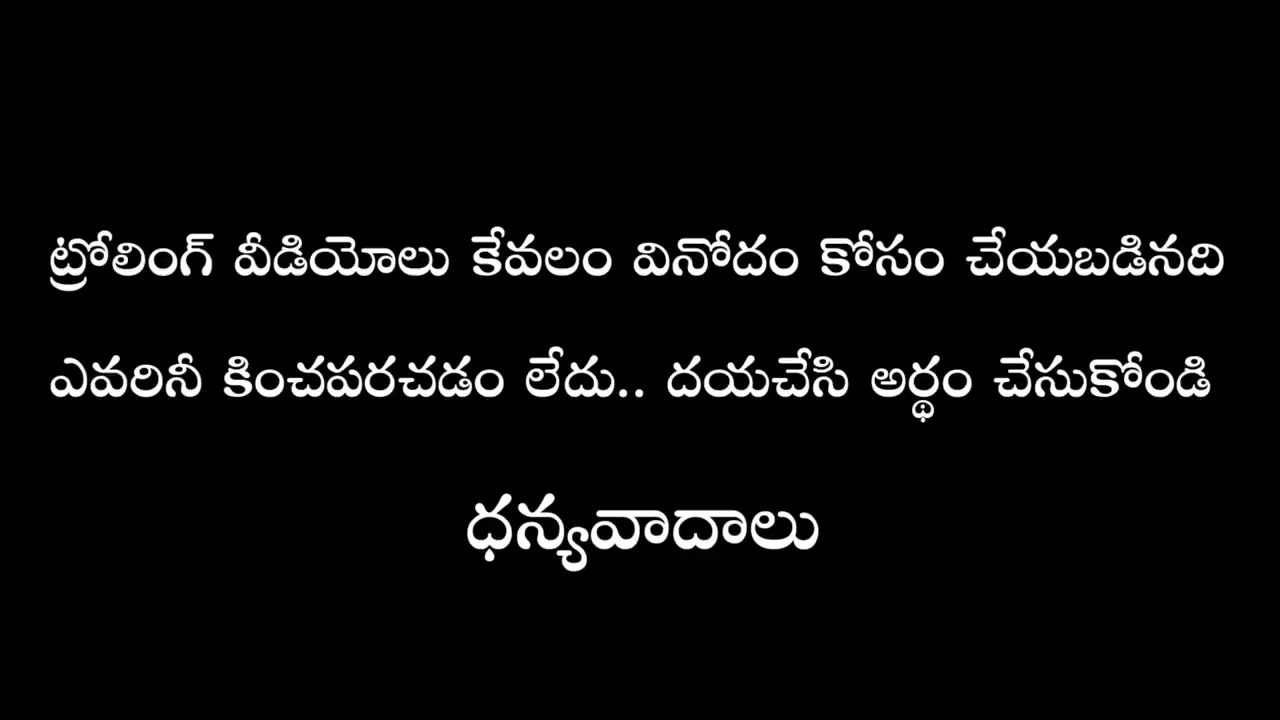 ట్రోలింగ్ వీడియోలు కేవలం వినోదం కోసం చేయబడినది
ఎవరినీ కించపరచడం లేదు.. దయచేసి అర్థం చేసుకోండి
ధన్యవాదాలు